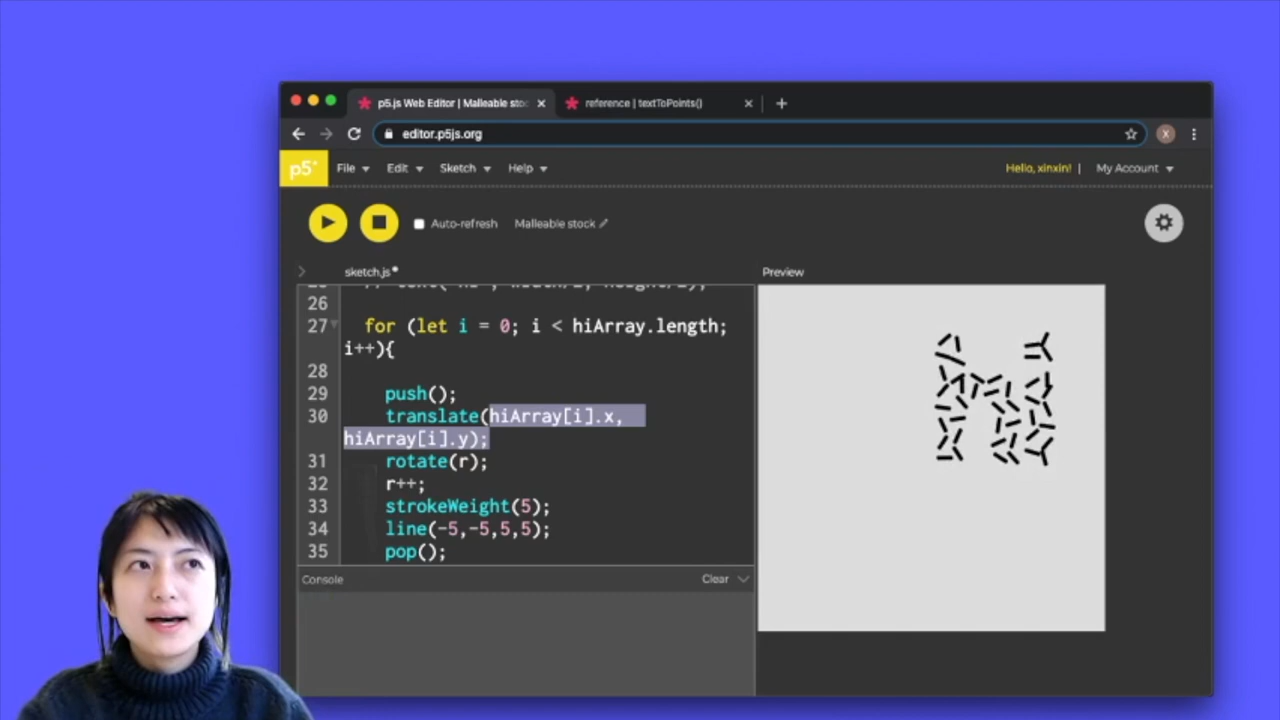 p5.js Web Editor | Malleable stoc
reference | textToPoints()
editor.p5js.org
X
p5*
File
Edit
Sketch
Help
Hello, xinxin! |
My Account
Auto-refresh
Malleable stock
sketch.js
Preview
26
27 for (let i = 0; i < hiArray.length;
i++){
28
29 push();
30 translate(hiArray[i].x,
hiArray[i].y);
31 rotate(r);
32 r++;
33 strokeWeight(5);
34 line(-5,-5,5,5);
35 pop();
Console
Clear